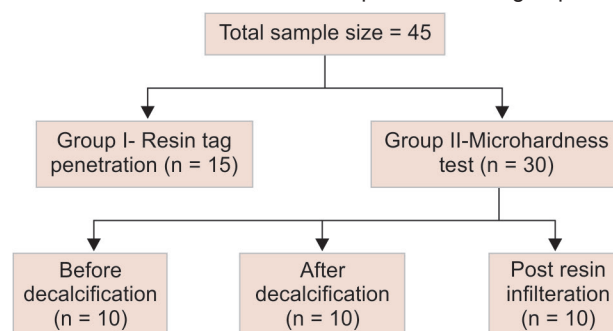 Total sample size = 45
Group I- Resin tag
penetration (n = 15)
Group II-Microhardness
test (n = 30)
Before
decalcification
(n = 10)
After
decalcification
(n = 10)
Post resin
infilteration
(n = 10)